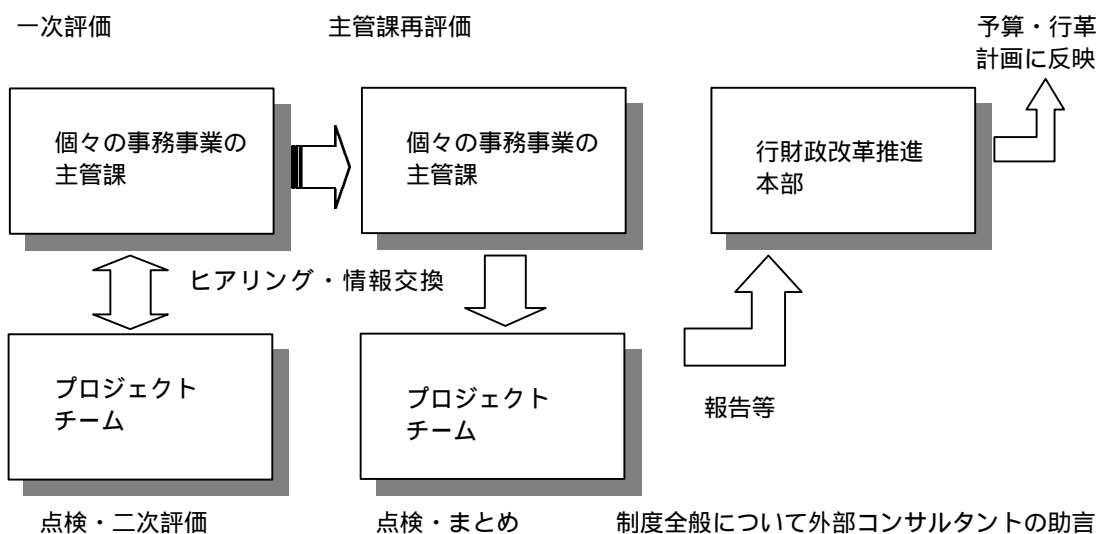 一次評価
主管課再評価
予算・行革
計画に反映
個々の事務事業の
主管課
個々の事務事業の
主管課
行財政改革推進
本部
ヒアリング・情報交換
プロジェクト
チーム
プロジェクト
チーム
報告等
点検・二次評価
点検・まとめ
制度全般について外部コンサルタントの助言